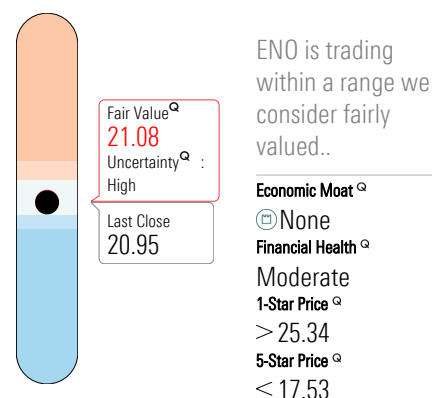 Fair Value Q
21.08
Uncertainty Q :
High
Last Close
20.95
ENO is trading
within a range we
consider fairly
valued..
Economic Moat Q
None
Financial Health Q
Moderate
1-Star Price Q
>25.34
5-Star Price Q
<17.53